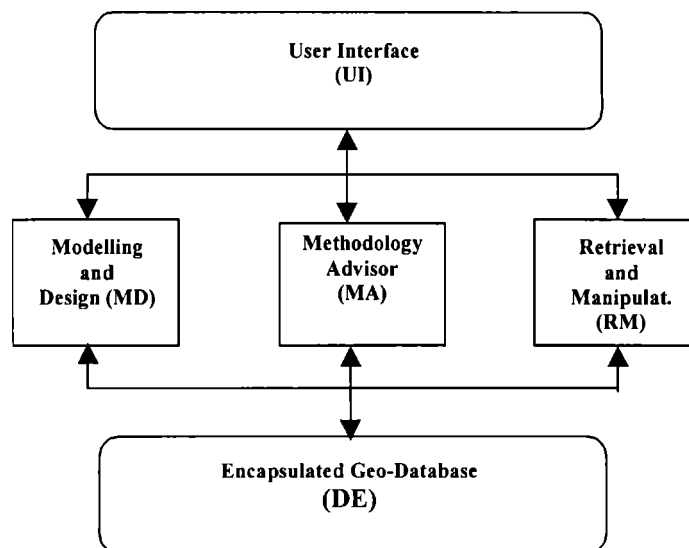 User Interface
(UI)
Modelling
and
Design (MD)
Methodology
Advisor
(MA)
Retrieval
and
Manipulat.
(RM)
Encapsulated Geo-Database
(DE)